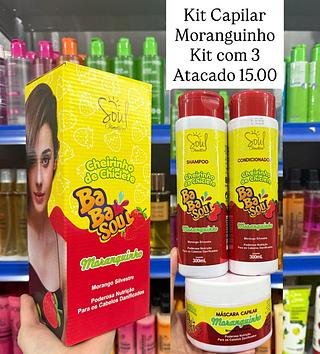 Kit Capilar
Moranguinho
Kit com 3
Atacado 15.00
Soul
Cheirinho
de Chiclete
Ba
Ba
Soul
Moranguinho
Morango Silvestre
Poderosa Nutrição
Para os Cabelos Danificados
Soul
SHAMPOO
Cheirinho
de Chiclete
Ba
Ba
Soul
Moranguinho
Morango Silvestre
Poderosa Nutrição
Para os Cabelos Danificados
300mL
Soul
CONDICIONADOR
Cheirinho
de Chiclete
Ba
Ba
Soul
Moranguinho
Morango Silvestre
Poderosa Nutrição
Para os Cabelos Danificados
300mL
MÁSCARA CAPILAR
Moranguinho